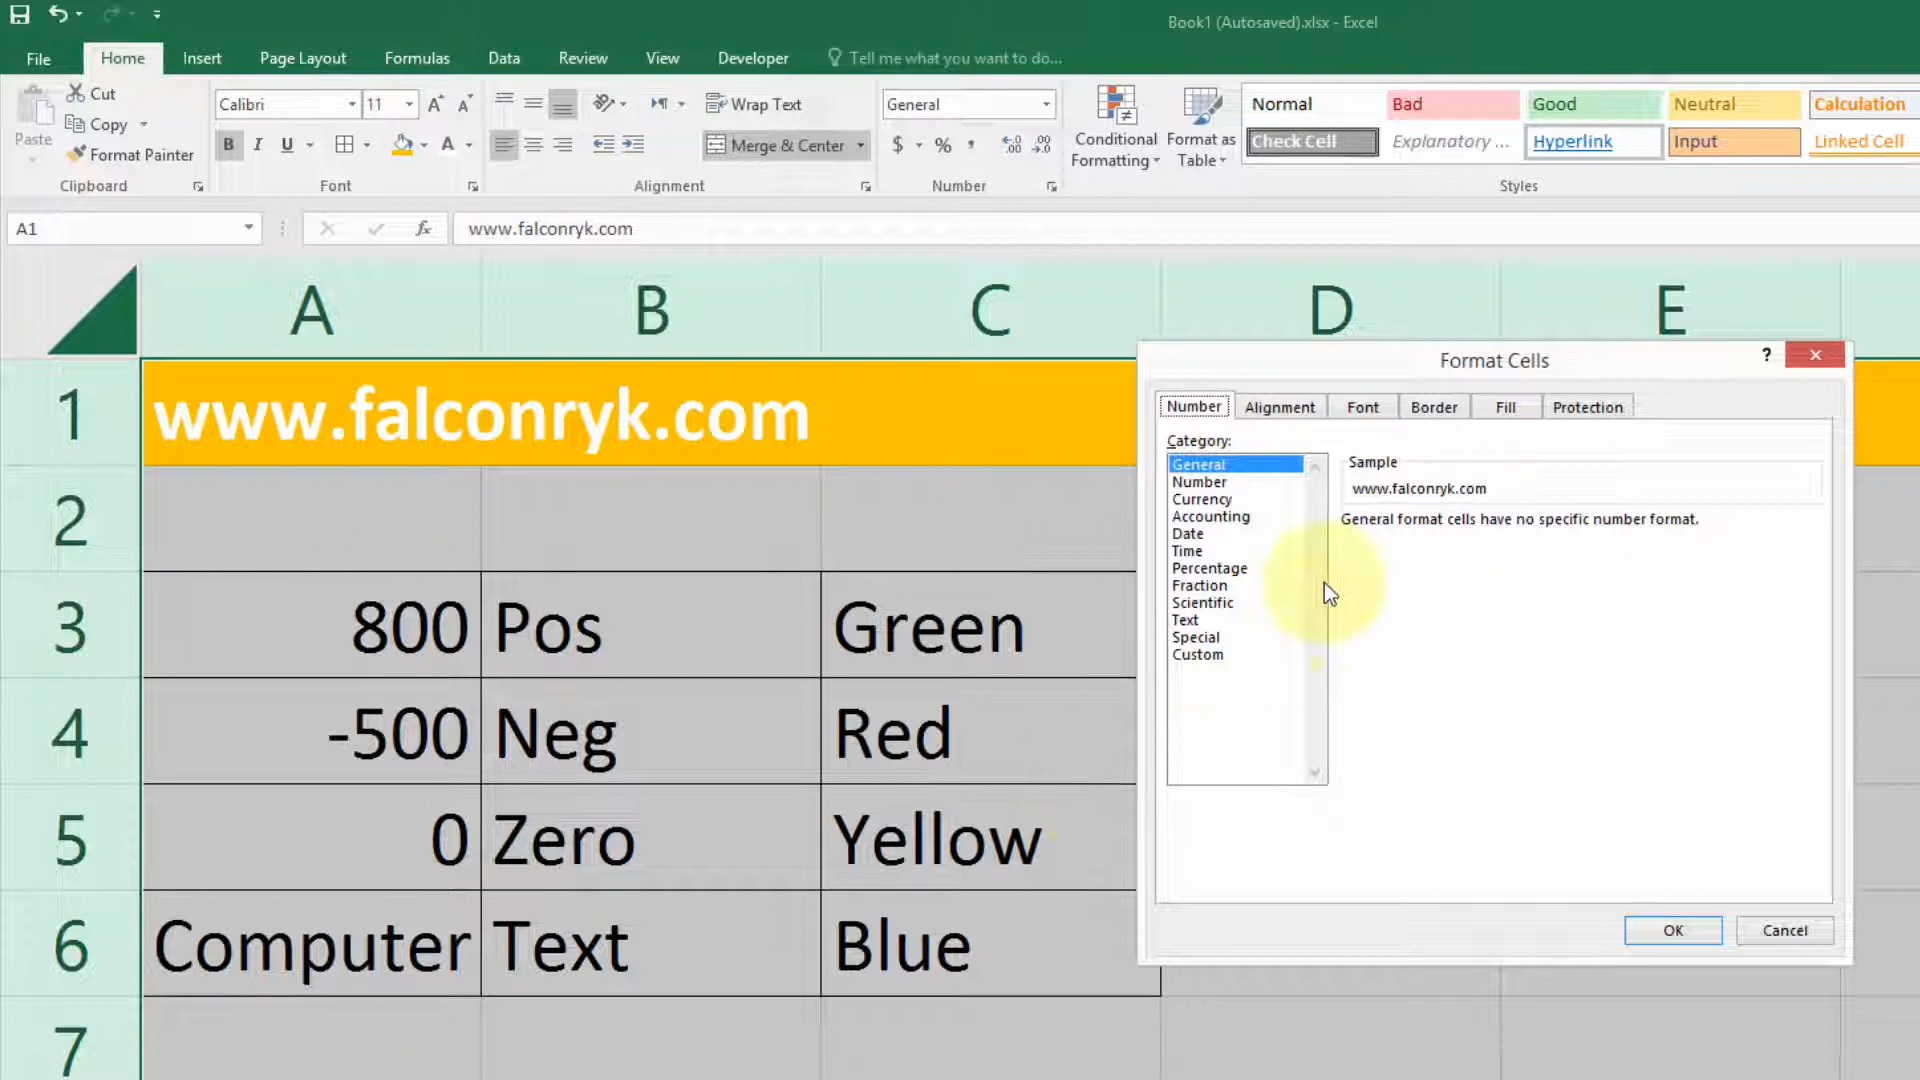 Book1 (Autosaved).xlsx - Excel
File Home Insert Page Layout Formulas Data Review View Developer Tell me what you want to do...
Paste Cut Copy Format Painter
Clipboard
Calibri 11 A A
B I U A
Font
Wrap Text
Merge & Center
Alignment
General
$ % ,
Number
Conditional Formatting
Format as Table
Normal Bad Good Neutral Calculation
Check Cell Explanatory ... Hyperlink Input Linked Cell
Styles
A1 fx www.falconryk.com
A B C D E
1 www.falconryk.com
2
3 800 Pos Green
4 -500 Neg Red
5 0 Zero Yellow
6 Computer Text Blue
7
Format Cells ?
Number Alignment Font Border Fill Protection
Category:
General
Number
Currency
Accounting
Date
Time
Percentage
Fraction
Scientific
Text
Special
Custom
Sample
www.falconryk.com
General format cells have no specific number format.
OK Cancel